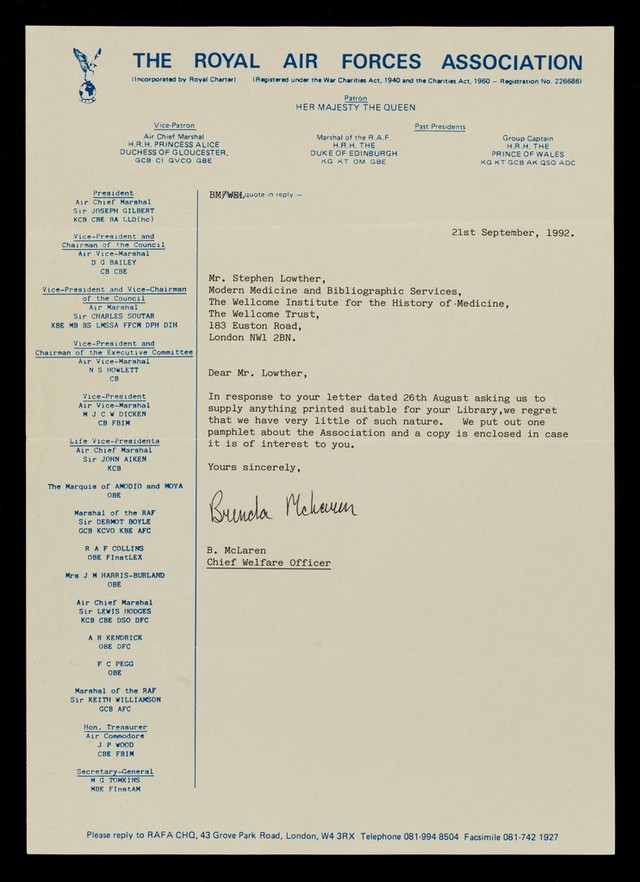 THE ROYAL AIR FORCES ASSOCIATION
(Incorporated by Royal Charter) (Registered under the War Charities Act, 1940 and the Charities Act, 1960 – Registration No. 226686)
Patron
HER MAJESTY THE QUEEN
Vice-Patron
Air Chief Marshal
H.R.H. PRINCESS ALICE
DUCHESS OF GLOUCESTER,
GCB CI GVCO GBE
Past Presidents
Marshal of the R.A.F.
H.R.H. THE
DUKE OF EDINBURGH
KG KT OM GBE
Group Captain
H.R.H. THE
PRINCE OF WALES
KG KT GCB AK QSO ADC
President
Air Chief Marshal
Sir JOSEPH GILBERT
KCB CBE BA LLD(hc)
Vice-President and
Chairman of the Council
Air Vice-Marshal
D G BAILEY
CB CBE
Vice-President and Vice-Chairman
of the Council
Air Marshal
Sir CHARLES SOUTAR
KBE MB BS LMSSA FFCM DPH DIH
Vice-President and
Chairman of the Executive Committee
Air Vice-Marshal
N S HOWLETT
CB
Vice-President
Air Vice-Marshal
M J C W DICKEN
CB FBIM
Life Vice-Presidents
Air Chief Marshal
Sir JOHN AIKEN
KCB
The Marquis of AMODIO and MOYA
OBE
Marshal of the RAF
Sir DERMOT BOYLE
GCB KCVO KBE AFC
R A F COLLINS
OBE FInstLEX
Mrs J M HARRIS-BURLAND
OBE
Air Chief Marshal
Sir LEWIS HODGES
KCB CBE DSO DFC
A R KENDRICK
OBE DFC
F C PEGG
OBE
Marshal of the RAF
Sir KEITH WILLIAMSON
GCB AFC
Hon. Treasurer
Air Commodore
J P WOOD
CBE FBIM
Secretary-General
M G TOMKINS
MBE FInstAM
BM/ quote in reply:–
21st September, 1992.
Mr. Stephen Lowther,
Modern Medicine and Bibliographic Services,
The Wellcome Institute for the History of Medicine,
The Wellcome Trust,
183 Euston Road,
London NW1 2BN.
Dear Mr. Lowther,
In response to your letter dated 26th August asking us to
supply anything printed suitable for your Library,we regret
that we have very little of such nature. We put out one
pamphlet about the Association and a copy is enclosed in case
it is of interest to you.
Yours sincerely,
Brenda McLaren
B. McLaren
Chief Welfare Officer
Please reply to RAFA CHQ, 43 Grove Park Road, London, W4 3RX Telephone 081-994 8504 Facsimile 081-742 1927